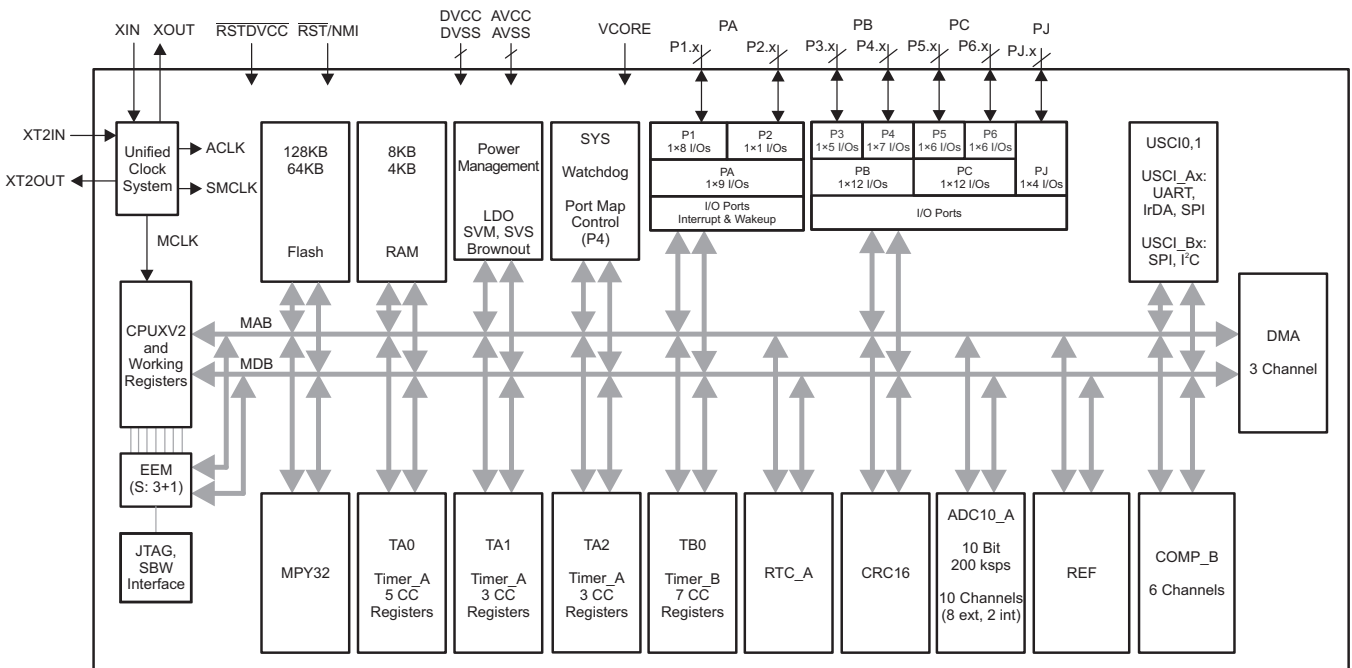 XIN XOUT
RSTDVCC RST/NMI
DVCC AVCC
DVSS AVSS
VCORE
PA
PB
PC
PJ
P1.x
P2.x
P3.x
P4.x
P5.x
P6.x
PJ.x
XT2IN
XT2OUT
Unified
Clock
System
ACLK
SMCLK
MCLK
128KB
64KB
Flash
8KB
4KB
RAM
Power
Management
LDO
SVM, SVS
Brownout
SYS
Watchdog
Port Map
Control
(P4)
P1
1×8 I/Os
P2
1×1 I/Os
PA
1×9 I/Os
I/O Ports
Interrupt & Wakeup
P3
1×5 I/Os
P4
1×7 I/Os
P5
1×6 I/Os
P6
1×6 I/Os
PB
1×12 I/Os
PC
1×12 I/Os
PJ
1×4 I/Os
I/O Ports
USCI0,1
USCI_Ax:
UART,
IrDA, SPI
USCI_Bx:
SPI, I²C
CPUXV2
and
Working
Registers
MAB
MDB
DMA
3 Channel
EEM
(S: 3+1)
JTAG,
SBW
Interface
MPY32
TA0
Timer_A
5 CC
Registers
TA1
Timer_A
3 CC
Registers
TA2
Timer_A
3 CC
Registers
TB0
Timer_B
7 CC
Registers
RTC_A
CRC16
ADC10_A
10 Bit
200 ksps
10 Channels
(8 ext, 2 int)
REF
COMP_B
6 Channels